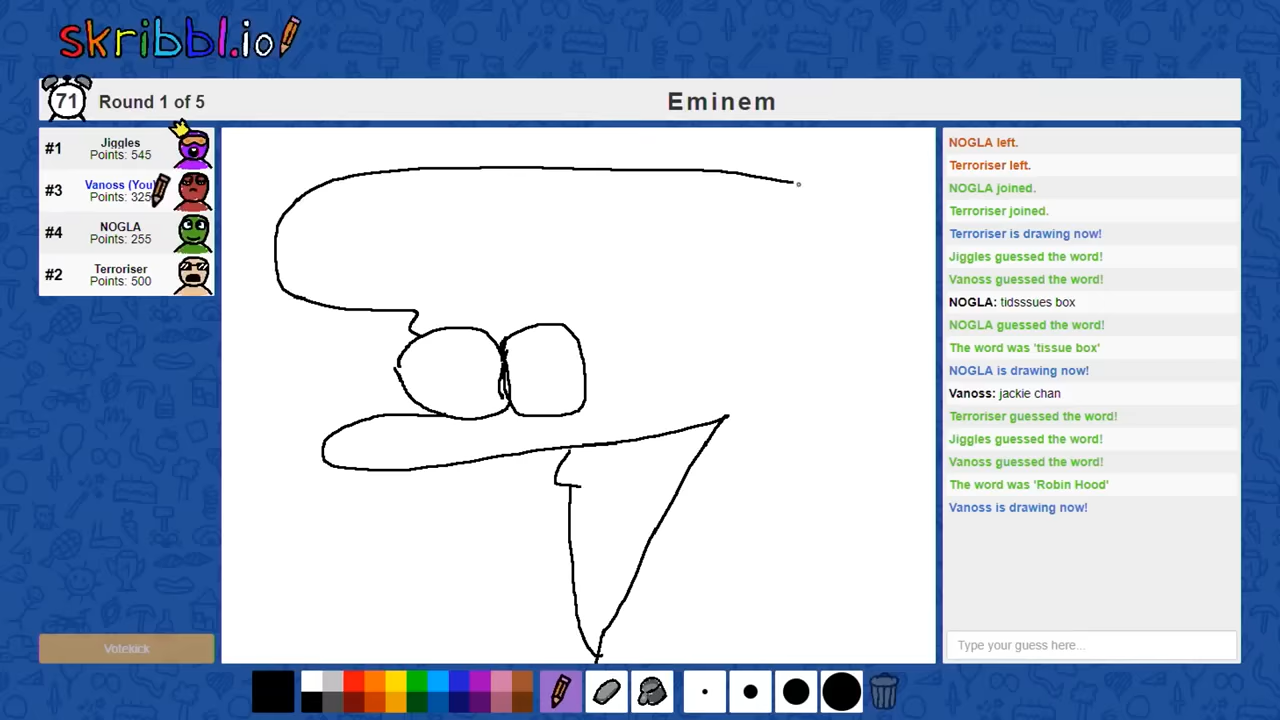 skribbl.io
71
Round 1 of 5
Eminem
#1
Jiggles
Points: 545
#3
Vanoss (You)
Points: 325
#4
NOGLA
Points: 255
#2
Terroriser
Points: 500
Votekick
NOGLA left.
Terroriser left.
NOGLA joined.
Terroriser joined.
Terroriser is drawing now!
Jiggles guessed the word!
Vanoss guessed the word!
NOGLA: tidsssues box
NOGLA guessed the word!
The word was 'tissue box'
NOGLA is drawing now!
Vanoss: jackie chan
Terroriser guessed the word!
Jiggles guessed the word!
Vanoss guessed the word!
The word was 'Robin Hood'
Vanoss is drawing now!
Type your guess here...